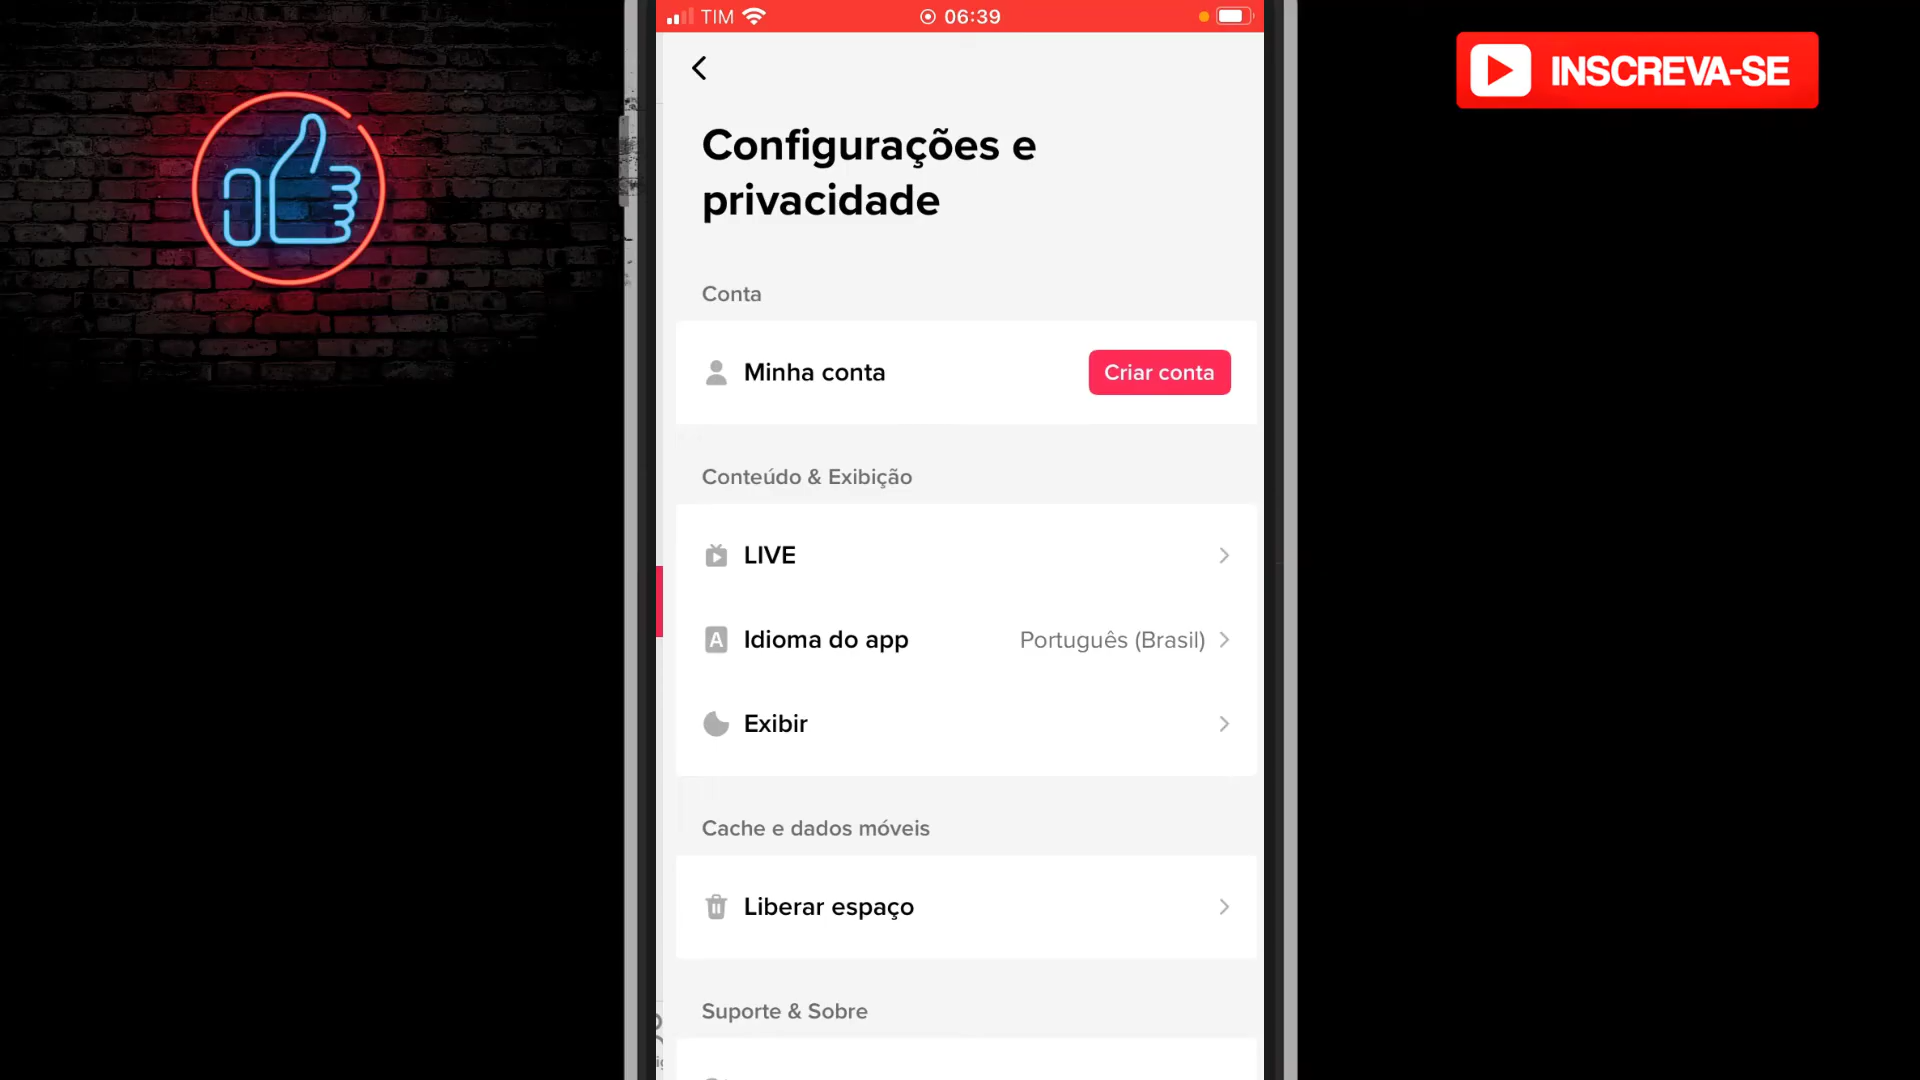 TIM 06:39
INSCREVA-SE
Configurações e
privacidade
Conta
Minha conta Criar conta
Conteúdo & Exibição
LIVE
A Idioma do app Português (Brasil)
Exibir
Cache e dados móveis
Liberar espaço
Suporte & Sobre